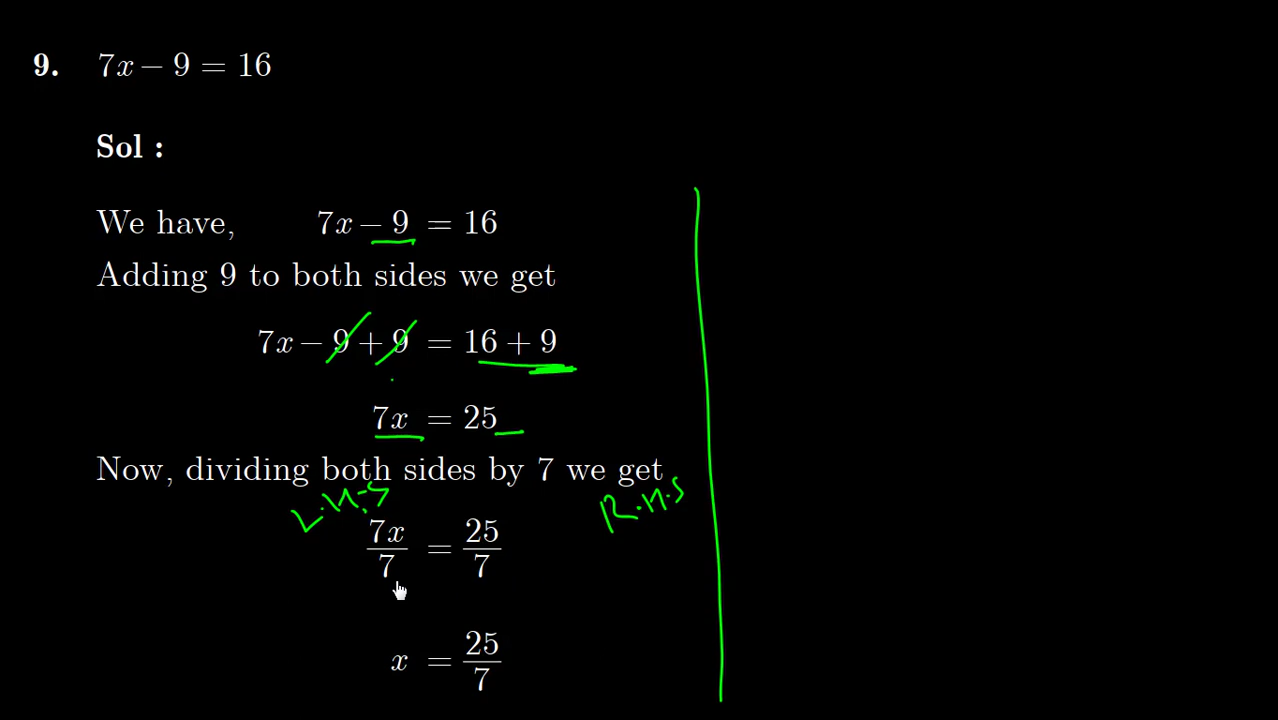 9. 7x − 9 = 16
Sol :
We have, 7x − 9 = 16
Adding 9 to both sides we get
7x − 9 + 9 = 16 + 9
7x = 25
Now, dividing both sides by 7 we get
L.H.S R.H.S
7x/7 = 25/7
x = 25/7